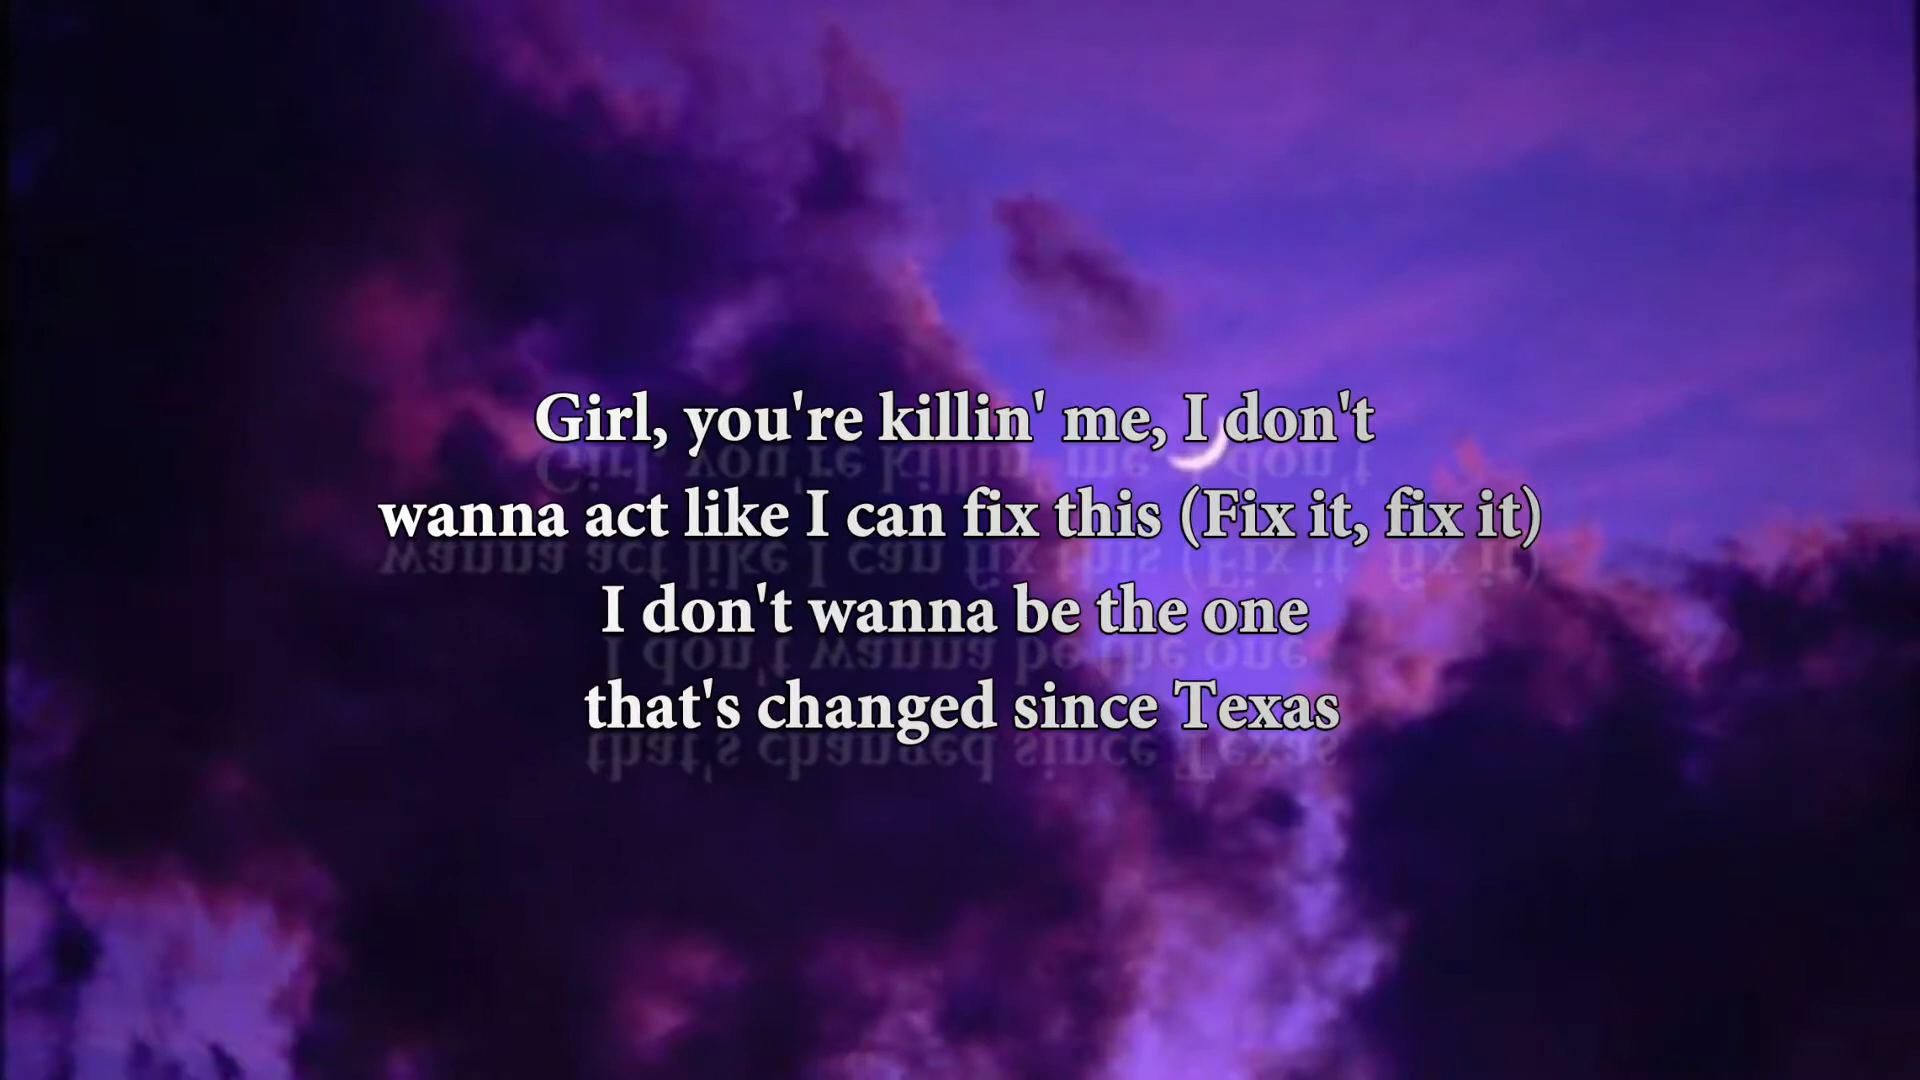 Girl, you're killin' me, I don't
wanna act like I can fix this (Fix it, fix it)
I don't wanna be the one
that's changed since Texas